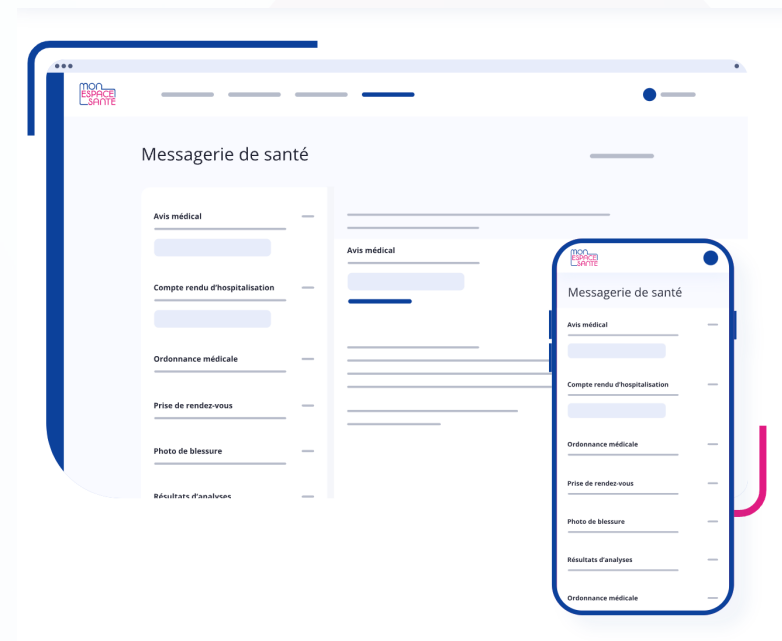 MON
ESPACE
SANTÉ
Messagerie de santé
Avis médical
Compte rendu d'hospitalisation
Ordonnance médicale
Prise de rendez-vous
Photo de blessure
Résultats d'analyses
Avis médical
MON
ESPACE
SANTÉ
Messagerie de santé
Avis médical
Compte rendu d'hospitalisation
Ordonnance médicale
Prise de rendez-vous
Photo de blessure
Résultats d'analyses
Ordonnance médicale